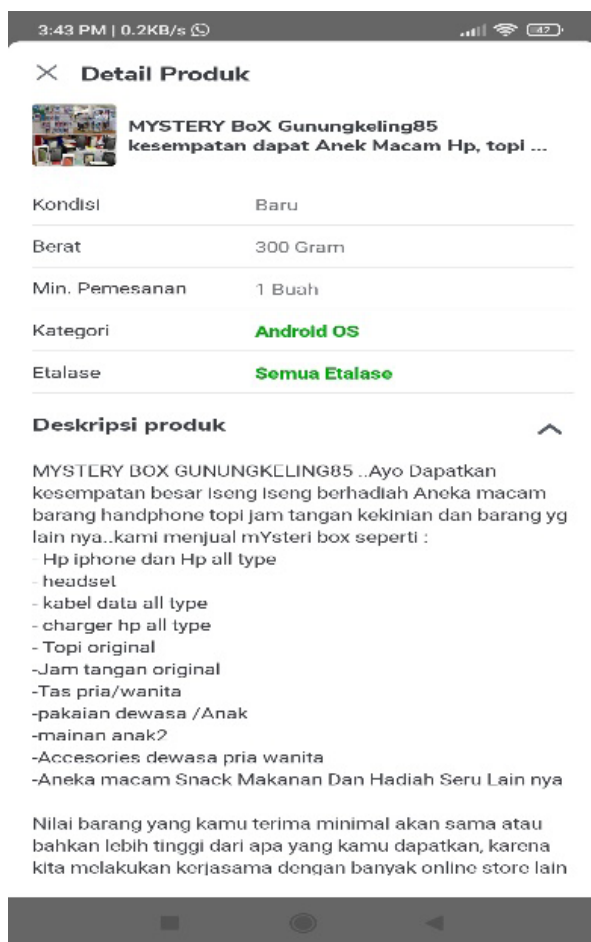 3:43 PM | 0.2KB/s
42
Detail Produk
MYSTERY BoX Gunungkeling85
kesempatan dapat Anek Macam Hp, topi ...
Kondisi Baru
Berat 300 Gram
Min. Pemesanan 1 Buah
Kategori Android OS
Etalase Semua Etalase
Deskripsi produk
MYSTERY BOX GUNUNGKELING85 ..Ayo Dapatkan
kesempatan besar iseng iseng berhadiah Aneka macam
barang handphone topi jam tangan kekinian dan barang yg
lain nya..kami menjual mYsteri box seperti :
- Hp iphone dan Hp all type
- headset
- kabel data all type
- charger hp all type
- Topi original
-Jam tangan original
-Tas pria/wanita
-pakaian dewasa /Anak
-mainan anak2
-Accesories dewasa pria wanita
-Aneka macam Snack Makanan Dan Hadiah Seru Lain nya
Nilai barang yang kamu terima minimal akan sama atau
bahkan lebih tinggi dari apa yang kamu dapatkan, karena
kita melakukan kerjasama dengan banyak online store lain